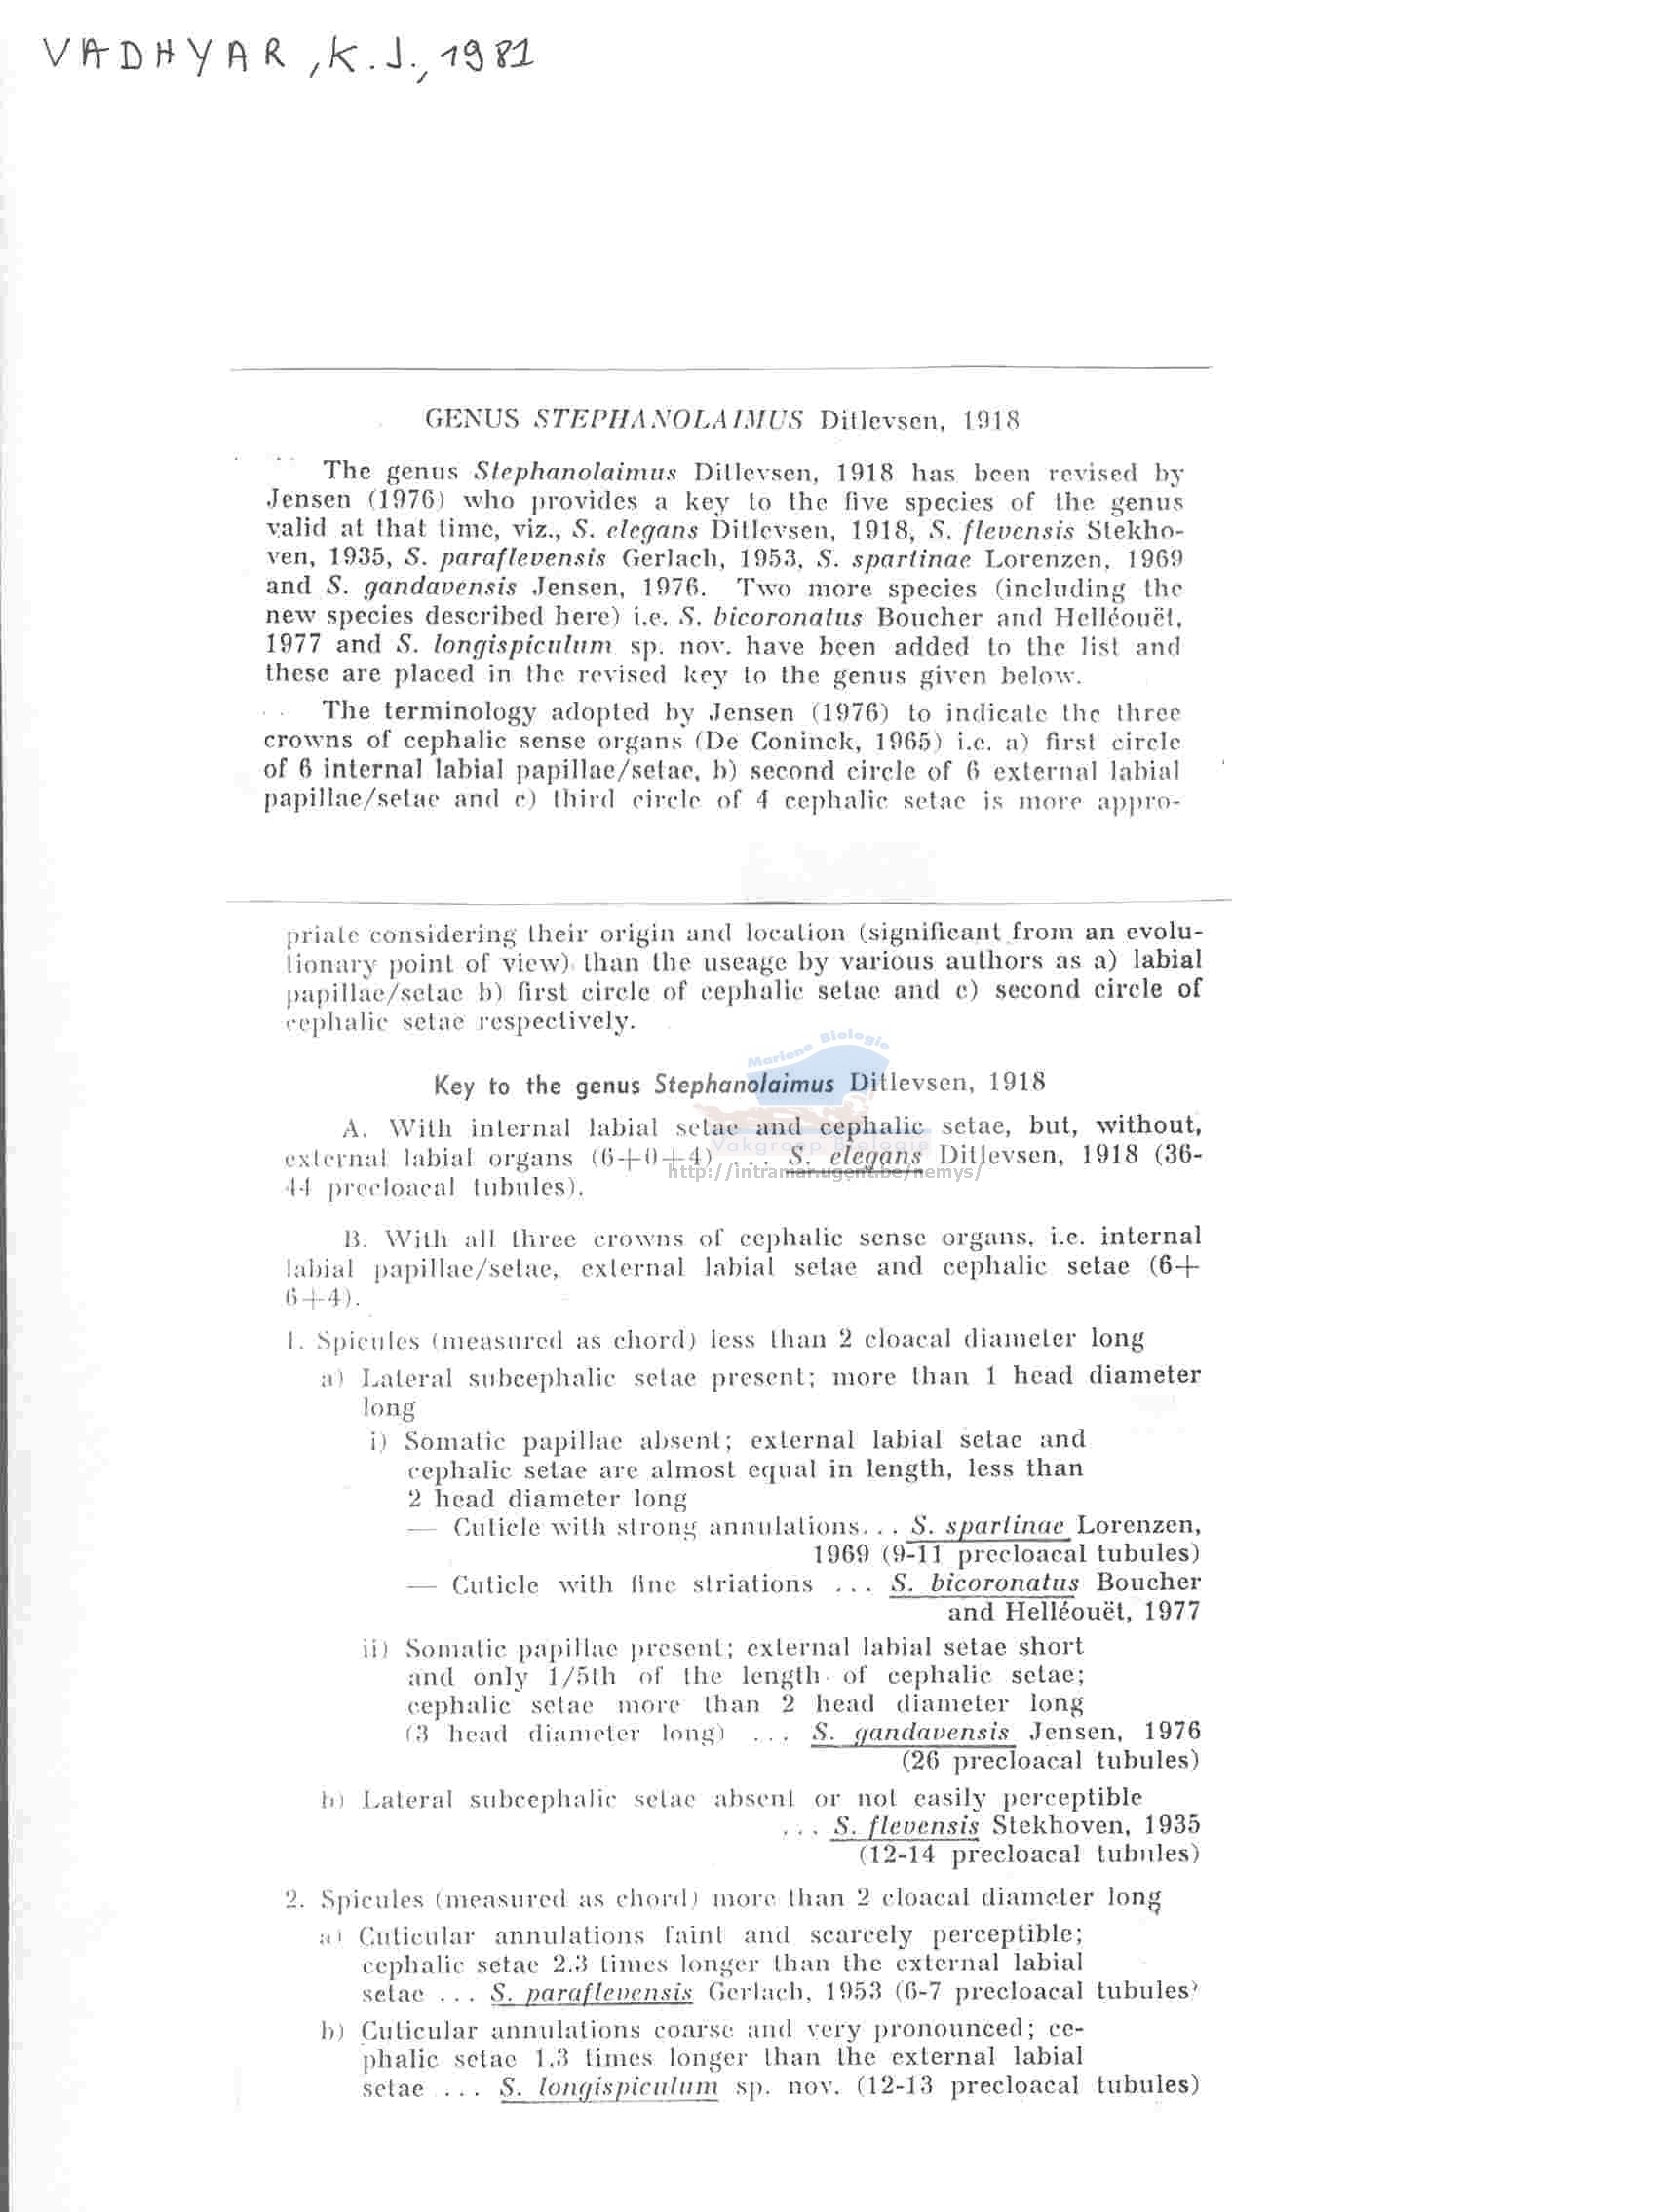 VADHYAR, K.J., 1981
GENUS STEPHANOLAIMUS Ditlevsen, 1918
The genus Stephanolaimus Ditlevsen, 1918 has been revised by
Jensen (1976) who provides a key to the five species of the genus
valid at that time, viz., S. elegans Ditlevsen, 1918, S. flevensis Stekho-
ven, 1935, S. paraflevensis Gerlach, 1953, S. spartinae Lorenzen, 1969
and S. gandavensis Jensen, 1976. Two more species (including the
new species described here) i.e. S. bicoronatus Boucher and Helléouët,
1977 and S. longispiculum sp. nov. have been added to the list and
these are placed in the revised key to the genus given below.
The terminology adopted by Jensen (1976) to indicate the three
crowns of cephalic sense organs (De Coninck, 1965) i.e. a) first circle
of 6 internal labial papillae/setae, b) second circle of 6 external labial
papillae/setae and c) third circle of 4 cephalic setae is more appro-
priate considering their origin and location (significant from an evolu-
tionary point of view) than the useage by various authors as a) labial
papillae/setae b) first circle of cephalic setae and c) second circle of
cephalic setae respectively.
Marine Biologie
Key to the genus Stephanolaimus Ditlevsen, 1918
A. With internal labial setae and cephalic setae, but, without,
Vakgroep Biologie
external labial organs (6+0+4) ... S. elegans Ditlevsen, 1918 (36-
http://intramar.ugent.be/nemys/
44 precloacal tubules).
B. With all three crowns of cephalic sense organs, i.e. internal
labial papillae/setae, external labial setae and cephalic setae (6+
6+4).
1. Spicules (measured as chord) less than 2 cloacal diameter long
a) Lateral subcephalic setae present; more than 1 head diameter
long
i) Somatic papillae absent; external labial setae and
cephalic setae are almost equal in length, less than
2 head diameter long
— Cuticle with strong annulations... S. spartinae Lorenzen,
1969 (9-11 precloacal tubules)
— Cuticle with fine striations ... S. bicoronatus Boucher
and Helléouët, 1977
ii) Somatic papillae present; external labial setae short
and only 1/5th of the length of cephalic setae;
cephalic setae more than 2 head diameter long
(3 head diameter long) ... S. gandavensis Jensen, 1976
(26 precloacal tubules)
b) Lateral subcephalic setae absent or not easily perceptible
... S. flevensis Stekhoven, 1935
(12-14 precloacal tubules)
2. Spicules (measured as chord) more than 2 cloacal diameter long
a) Cuticular annulations faint and scarcely perceptible;
cephalic setae 2.3 times longer than the external labial
setae ... S. paraflevensis Gerlach, 1953 (6-7 precloacal tubules)
b) Cuticular annulations coarse and very pronounced; ce-
phalic setae 1.3 times longer than the external labial
setae ... S. longispiculum sp. nov. (12-13 precloacal tubules)